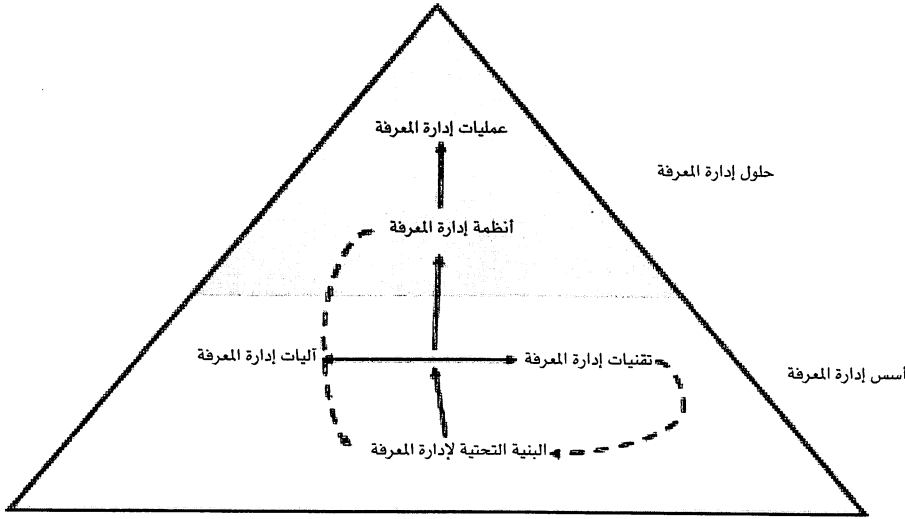 عمليات إدارة المعرفة
حلول إدارة المعرفة
أنظمة إدارة المعرفة
آليات إدارة المعرفة
تقنيات إدارة المعرفة
أسس إدارة المعرفة
البنية التحتية لإدارة المعرفة